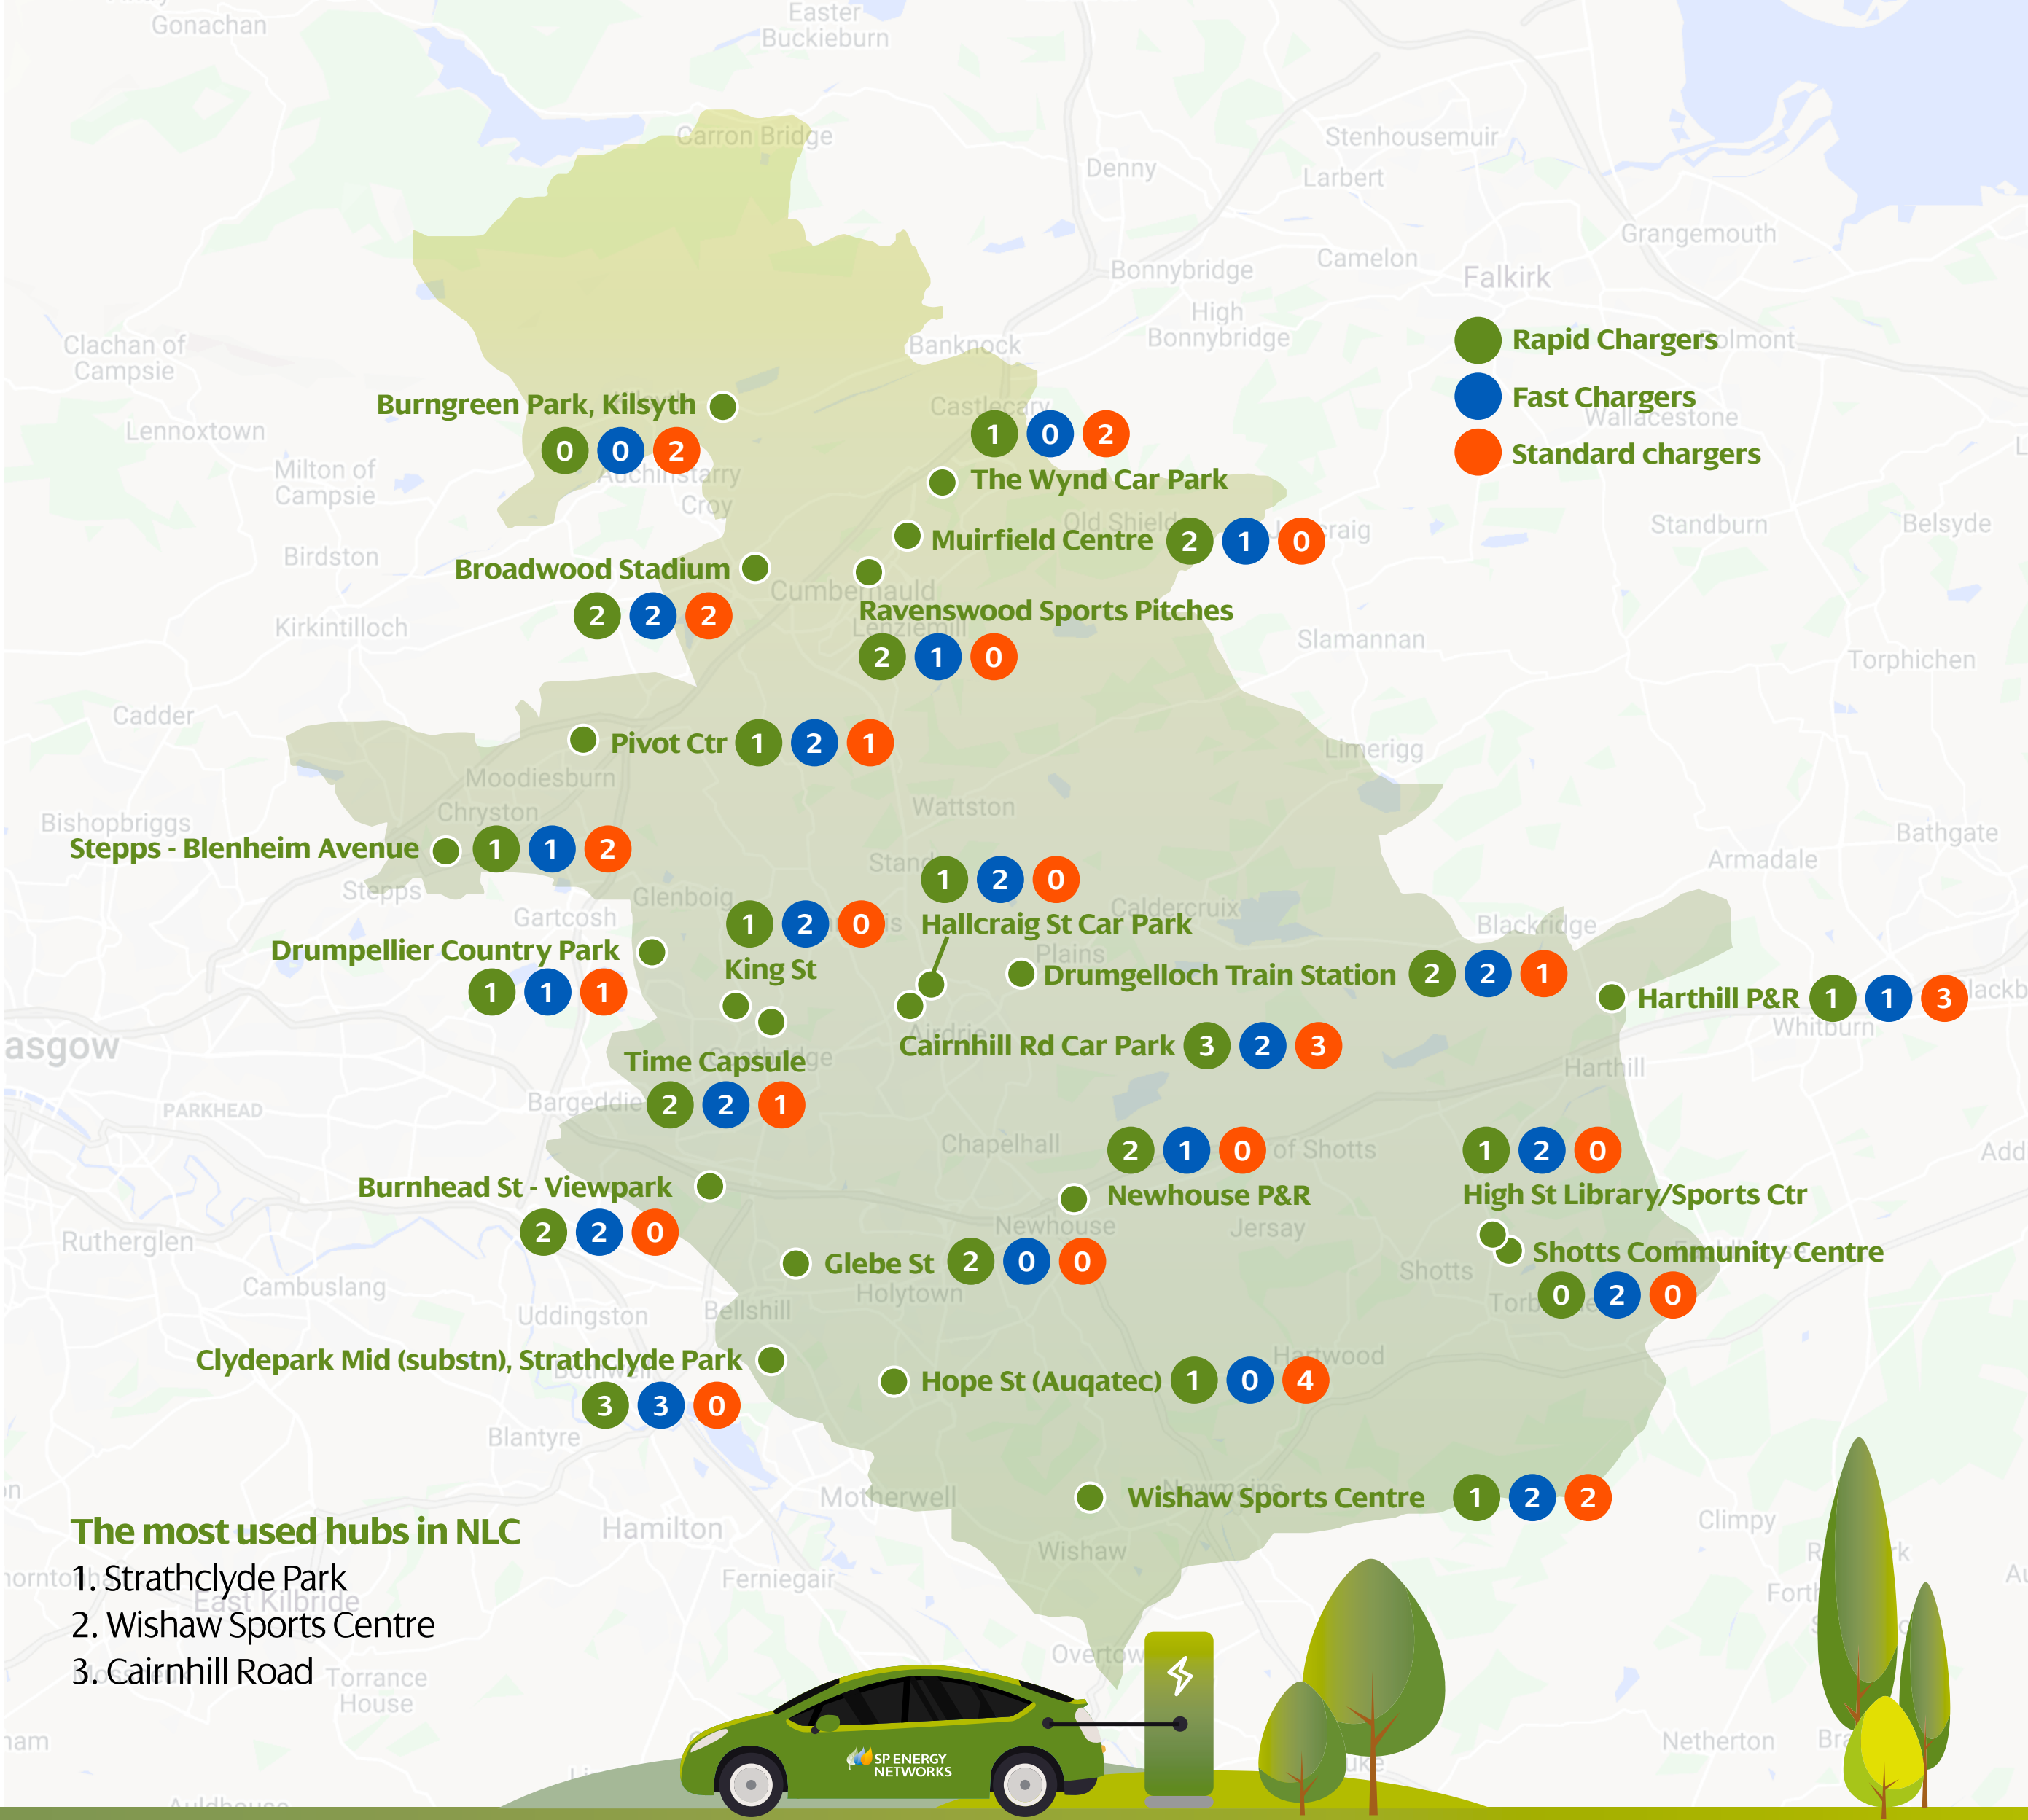 Gonachan
Easter
Buckieburn
Carron Bridge
Stenhousemuir
Denny
Larbert
Grangemouth
Camelon
Bonnybridge
Falkirk
High
Bonnybridge
Clachan of
Campsie
Banknock
Rapid Chargers
Fast Chargers
Wallacestone
Standard chargers
Burngreen Park, Kilsyth
0 0 2
Castlecary
1 0 2
The Wynd Car Park
Lennoxtown
Milton of
Campsie
Auchinstarry
Croy
Standburn
Belsyde
Birdston
Muirfield Centre 2 1 0
Broadwood Stadium
2 2 2
Cumbernauld
Ravenswood Sports Pitches
Lenziemill
2 1 0
Kirkintilloch
Slamannan
Torphichen
Cadder
Pivot Ctr 1 2 1
Limerigg
Moodiesburn
Chryston
Wattston
Bishopbriggs
Bathgate
Stepps - Blenheim Avenue 1 1 2
Armadale
Stepps
Glenboig
Gartcosh
1 2 0
Hallcraig St Car Park
Caldercruix
Blackridge
1 2 0
King St
Plains
Drumpellier Country Park
1 1 1
Drumgelloch Train Station 2 2 1
Harthill P&R 1 1 3
Whitburn
asgow
Airdrie
Cairnhill Rd Car Park 3 2 3
Time Capsule
2 2 1
Harthill
PARKHEAD
Bargeddie
Chapelhall
2 1 0
of Shotts
Newhouse P&R
Newhouse
Jersay
1 2 0
High St Library/Sports Ctr
Add
Burnhead St - Viewpark
2 2 0
Rutherglen
Shotts Community Centre
0 2 0
Shotts
Glebe St 2 0 0
Holytown
Cambuslang
Uddingston
Bellshill
Clydepark Mid (substn), Strathclyde Park
3 3 0
Hartwood
Hope St (Auqatec) 1 0 4
Blantyre
Motherwell
Newmains
Wishaw Sports Centre 1 2 2
Climpy
Hamilton
Wishaw
Ferniegair
The most used hubs in NLC
1. Strathclyde Park
2. Wishaw Sports Centre
3. Cairnhill Road
East Kilbride
Torrance
House
Netherton
SP ENERGY
NETWORKS